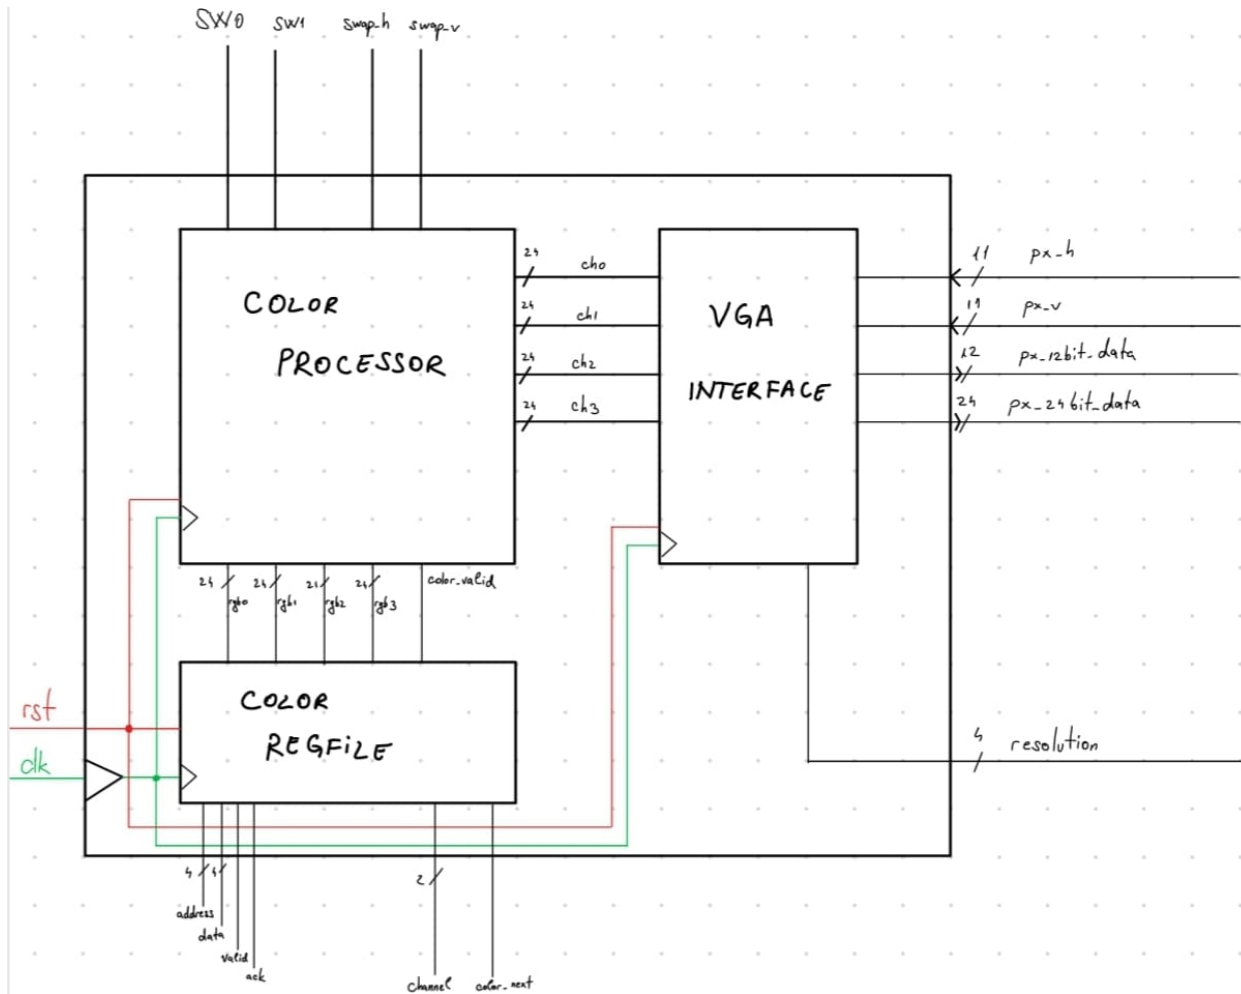 SW0 SW1 swap_h swap_v
24 ch0
24 ch1
24 ch2
24 ch3
COLOR
PROCESSOR
VGA
INTERFACE
11 px_h
11 px_v
12 px_12bit_data
24 px_24bit_data
24 rgb0 24 rgb1 rgb2 24 rgb3 color_valid
COLOR
REGFILE
rst
clk
4 resolution
4 4 2
address
data
valid
ack
channel color_next